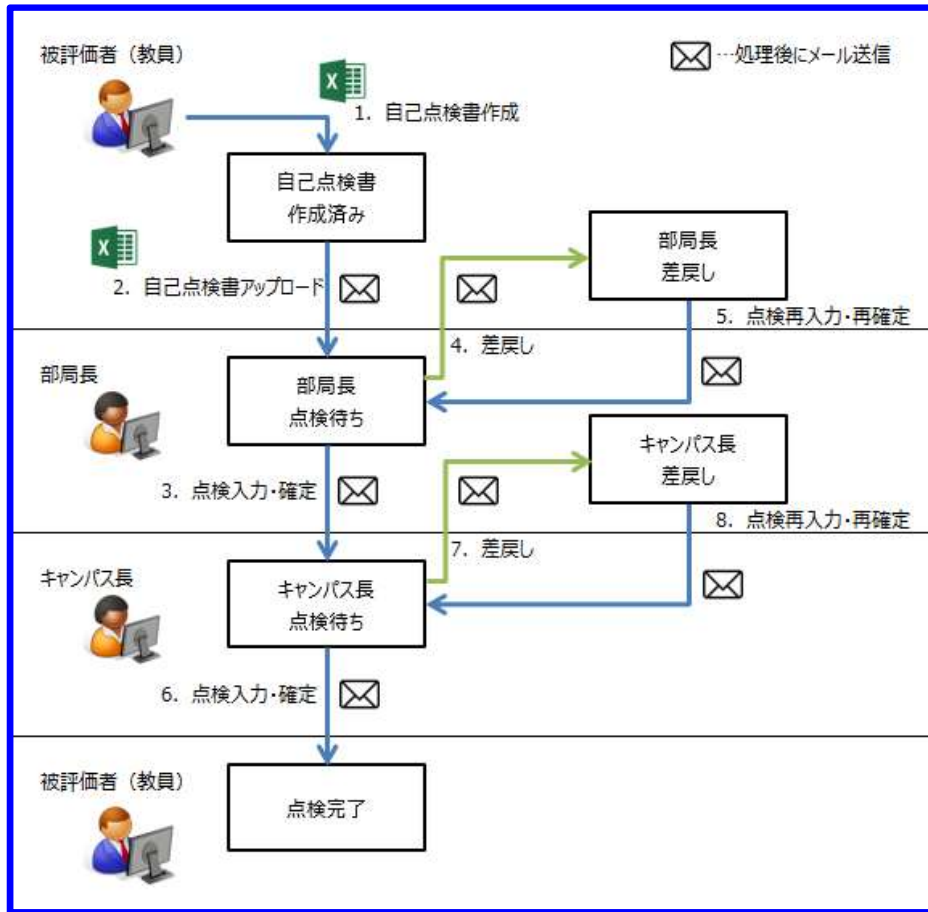 被評価者（教員）
…処理後にメール送信
1．自己点検書作成
自己点検書
作成済み
部局長
差戻し
2．自己点検書アップロード
5．点検再入力・再確定
4．差戻し
部局長
部局長
点検待ち
キャンパス長
差戻し
3．点検入力・確定
8．点検再入力・再確定
7．差戻し
キャンパス長
キャンパス長
点検待ち
6．点検入力・確定
被評価者（教員）
点検完了